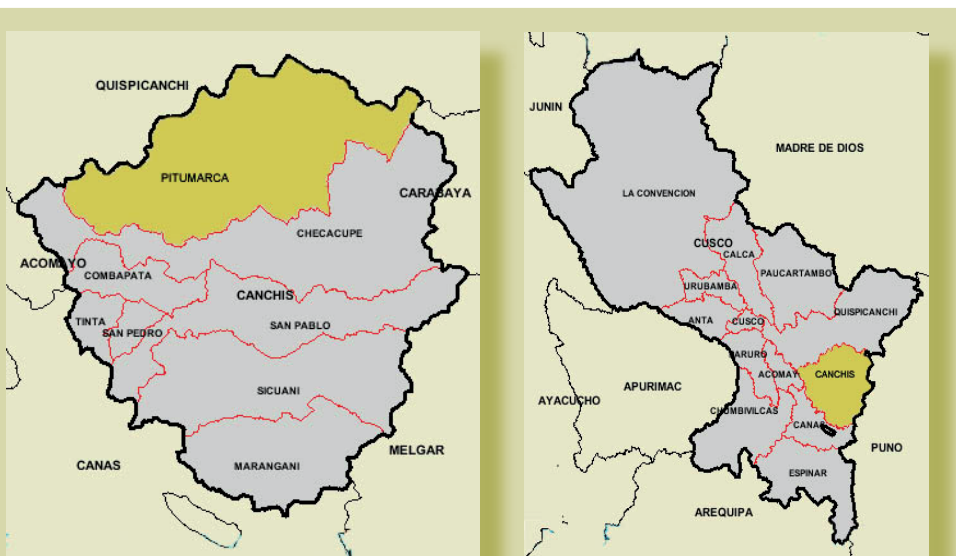 QUISPICANCHI
PITUMARCA
CARABAYA
CHECACUPE
ACOMAYO
COMBAPATA
CANCHIS
TINTA
SAN PEDRO
SAN PABLO
SICUANI
MELGAR
CANAS
MARANGANI
JUNIN
MADRE DE DIOS
LA CONVENCION
CUSCO
CALCA
PAUCARTAMBO
URUBAMBA
QUISPICANCHI
ANTA
CUSCO
PARURO
ACOMAY
CANCHIS
APURIMAC
AYACUCHO
CHUMBIVILCAS
CANAS
PUNO
ESPINAR
AREQUIPA